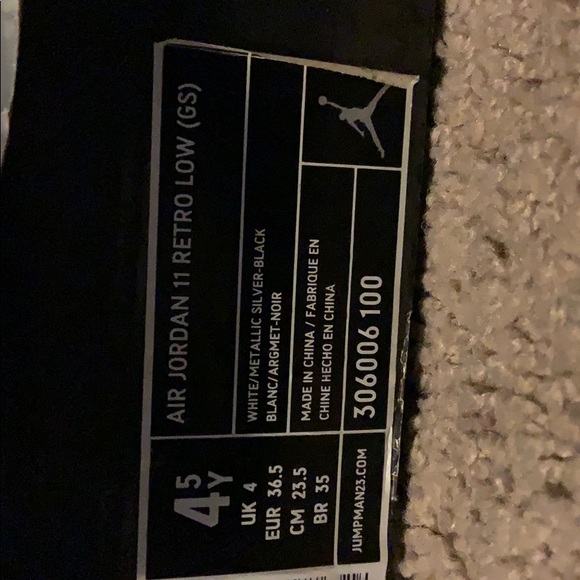 AIR JORDAN 11 RETRO LOW (GS)
WHITE/METALLIC SILVER-BLACK
BLANC/ARGMET-NOIR
MADE IN CHINA / FABRIQUE EN
CHINE HECHO EN CHINA
306006 100
4.5Y
UK 4
EUR 36.5
CM 23.5
BR 35
JUMPMAN23.COM